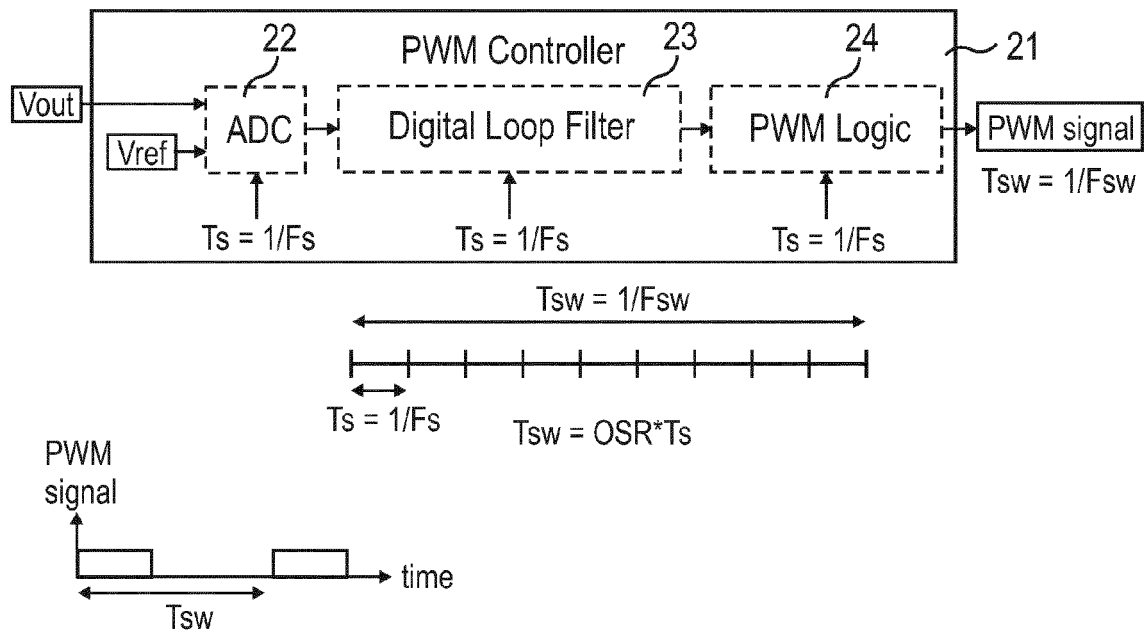 22
PWM Controller
23
24
21
Vout
Vref
ADC
Digital Loop Filter
PWM Logic
PWM signal
Tsw = 1/Fsw
Ts = 1/Fs
Ts = 1/Fs
Ts = 1/Fs
Tsw = 1/Fsw
Ts = 1/Fs
Tsw = OSR*Ts
PWM
signal
time
Tsw